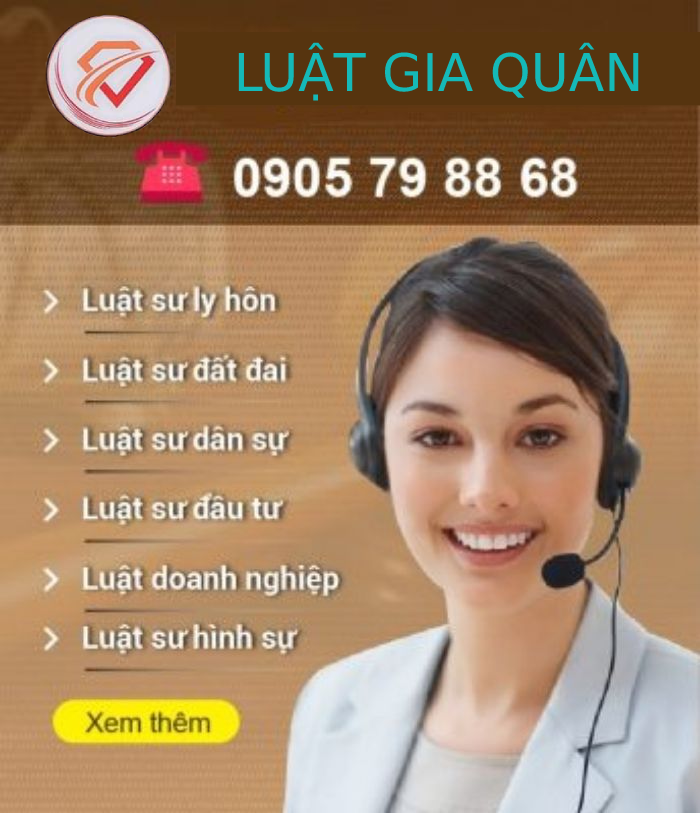 LUẬT GIA QUÂN
0905 79 88 68
Luật sư ly hôn
Luật sư đất đai
Luật sư dân sự
Luật sư đầu tư
Luật doanh nghiệp
Luật sư hình sự
Xem thêm